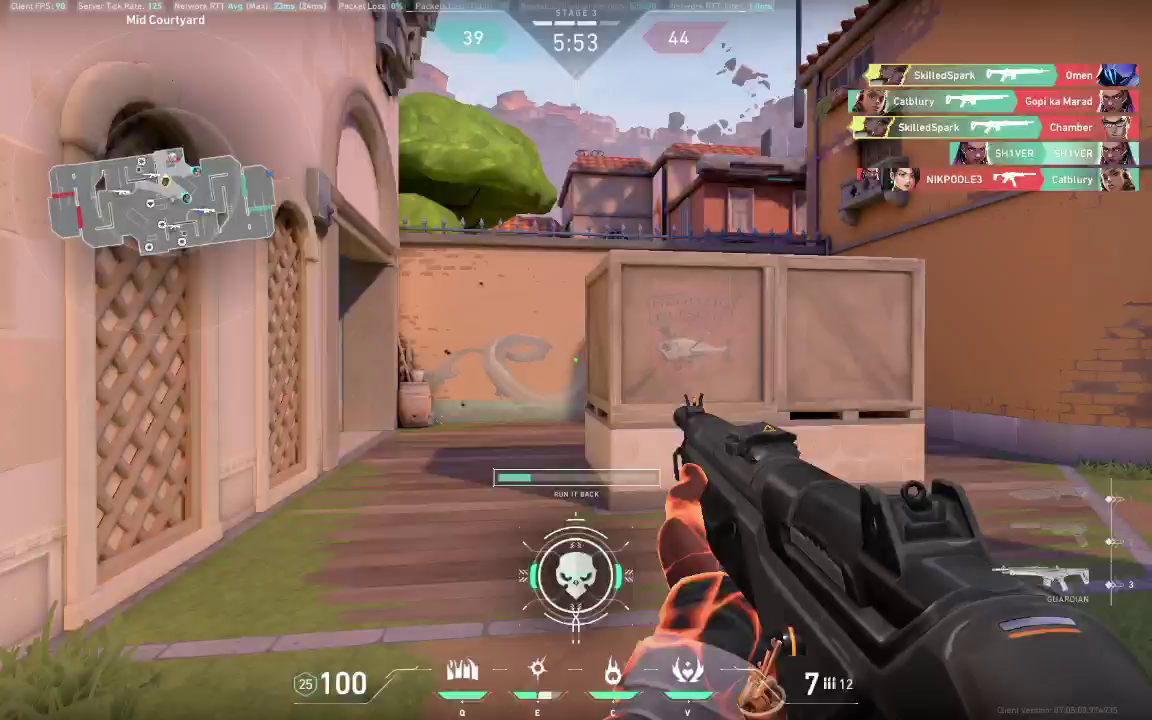 Client FPS: 90 Server Tick Rate: 125 Network RTT Avg (Max) 23ms (24ms) Packet Loss: 0%
Mid Courtyard
STAGE 3
39 5:53 44
SkilledSpark Omen
Catblury Gopi ka Marad
SkilledSpark Chamber
SH1VER SH1VER
NIKPOOLE3 Catblury
RUN IT BACK
3
GUARDIAN
25 100
7 12
Q E C V